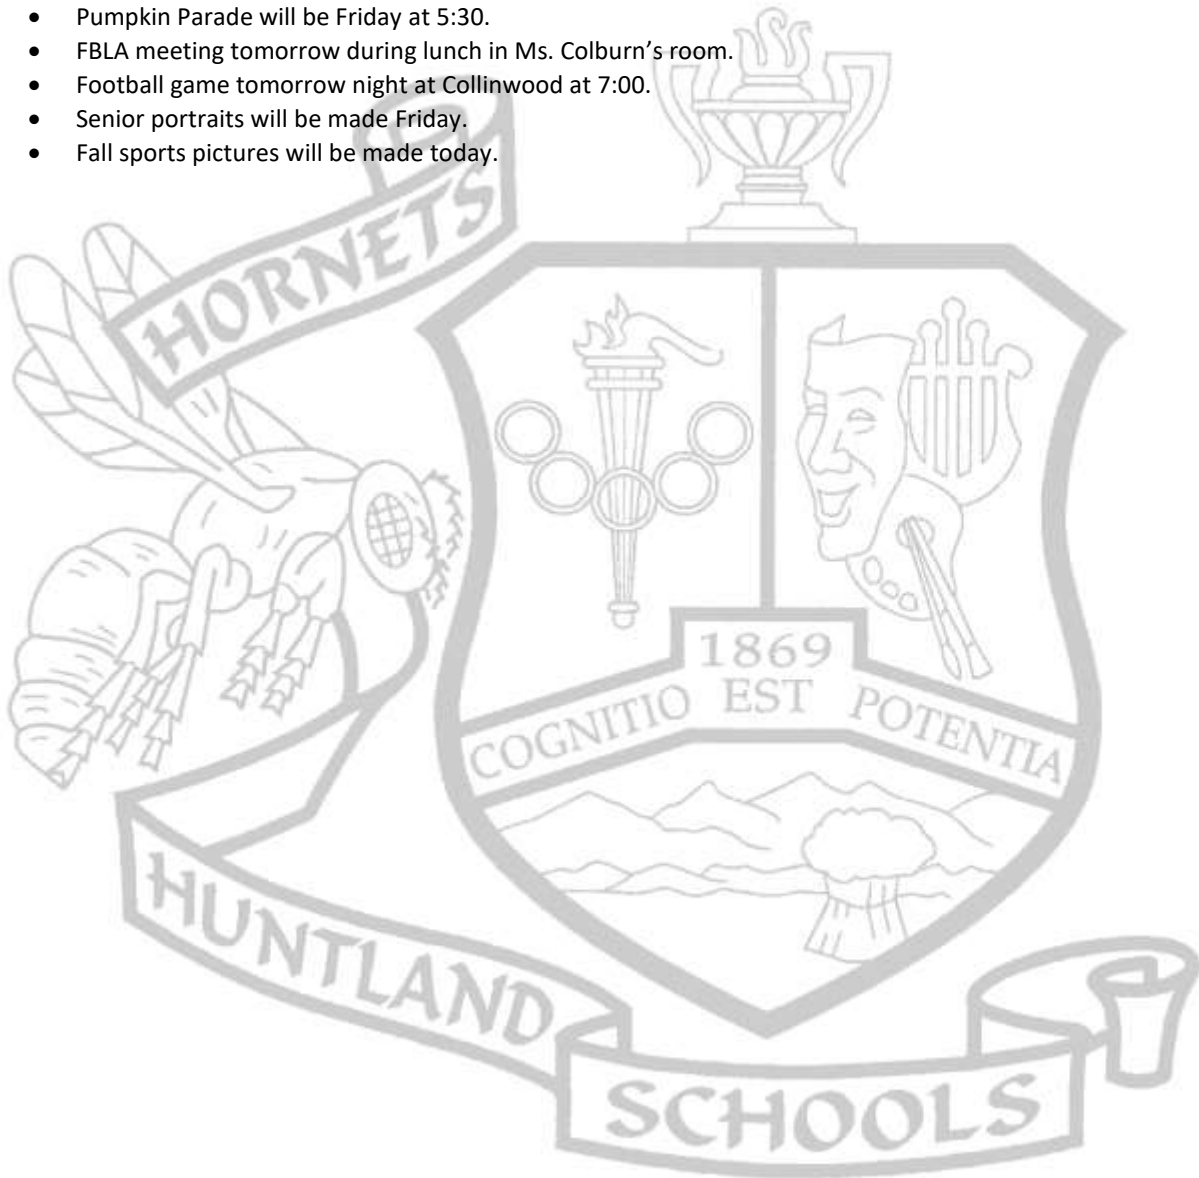 • Pumpkin Parade will be Friday at 5:30.
• FBLA meeting tomorrow during lunch in Ms. Colburn’s room.
• Football game tomorrow night at Collinwood at 7:00.
• Senior portraits will be made Friday.
• Fall sports pictures will be made today.
HORNETS
1869
COGNITIO EST POTENTIA
HUNTLAND
SCHOOLS